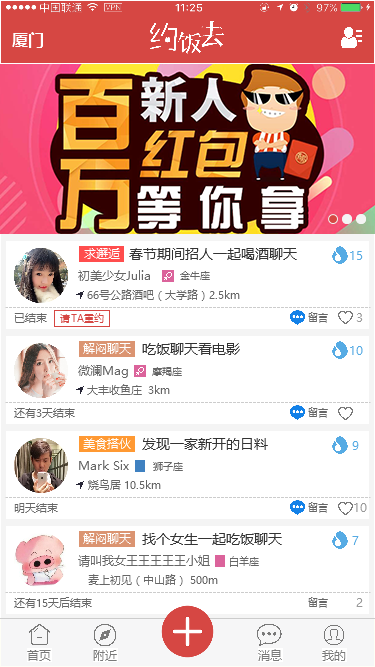 中国联通 VPN 11:25 97%
厦门 约饭去
百万 新人红包等你拿
求邂逅 春节期间招人一起喝酒聊天 15
初美少女Julia 金牛座
66号公路酒吧（大学路）2.5km
已结束 请TA重约 留言 3
解闷聊天 吃饭聊天看电影 10
微澜Mag 摩羯座
大丰收鱼庄 3km
还有3天结束 留言
美食搭伙 发现一家新开的日料 9
Mark Six 狮子座
烧鸟居 10.5km
明天结束 留言 10
解闷聊天 找个女生一起吃饭聊天 7
请叫我女王王王王王小姐 白羊座
麦上初见（中山路）500m
还有15天后结束 留言 2
首页 附近 消息 我的